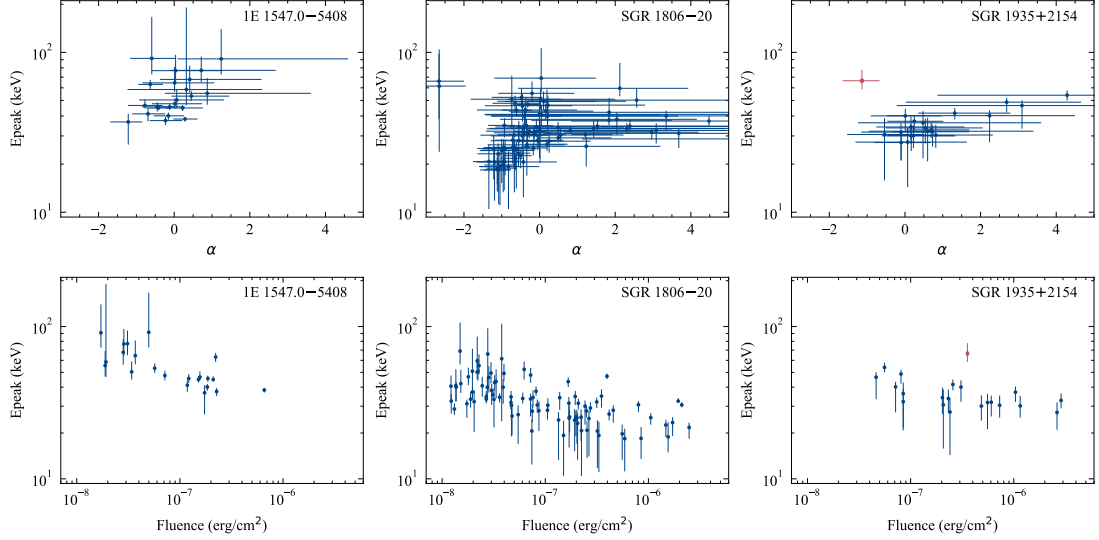 1E 1547.0−5408
SGR 1806−20
SGR 1935+2154
Epeak (keV)
10²
10¹
−2 0 2 4
α
Epeak (keV)
10²
10¹
−2 0 2 4
α
Epeak (keV)
10²
10¹
−2 0 2 4
α
1E 1547.0−5408
SGR 1806−20
SGR 1935+2154
Epeak (keV)
10²
10¹
10⁻⁸ 10⁻⁷ 10⁻⁶
Fluence (erg/cm²)
Epeak (keV)
10²
10¹
10⁻⁸ 10⁻⁷ 10⁻⁶
Fluence (erg/cm²)
Epeak (keV)
10²
10¹
10⁻⁸ 10⁻⁷ 10⁻⁶
Fluence (erg/cm²)